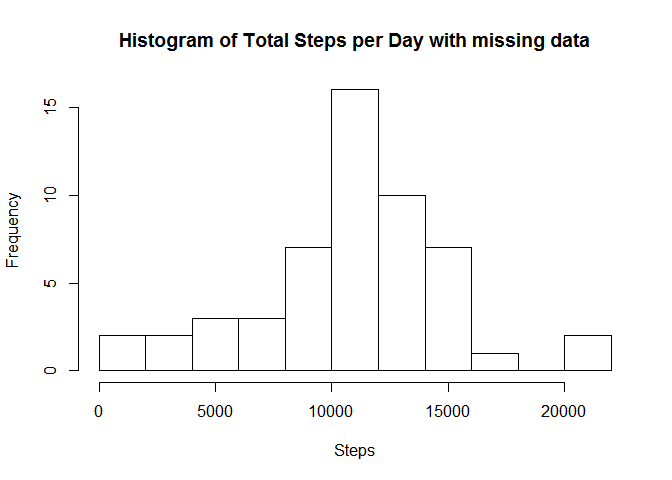 Histogram of Total Steps per Day with missing data
15
10
5
0
Frequency
0 5000 10000 15000 20000
Steps